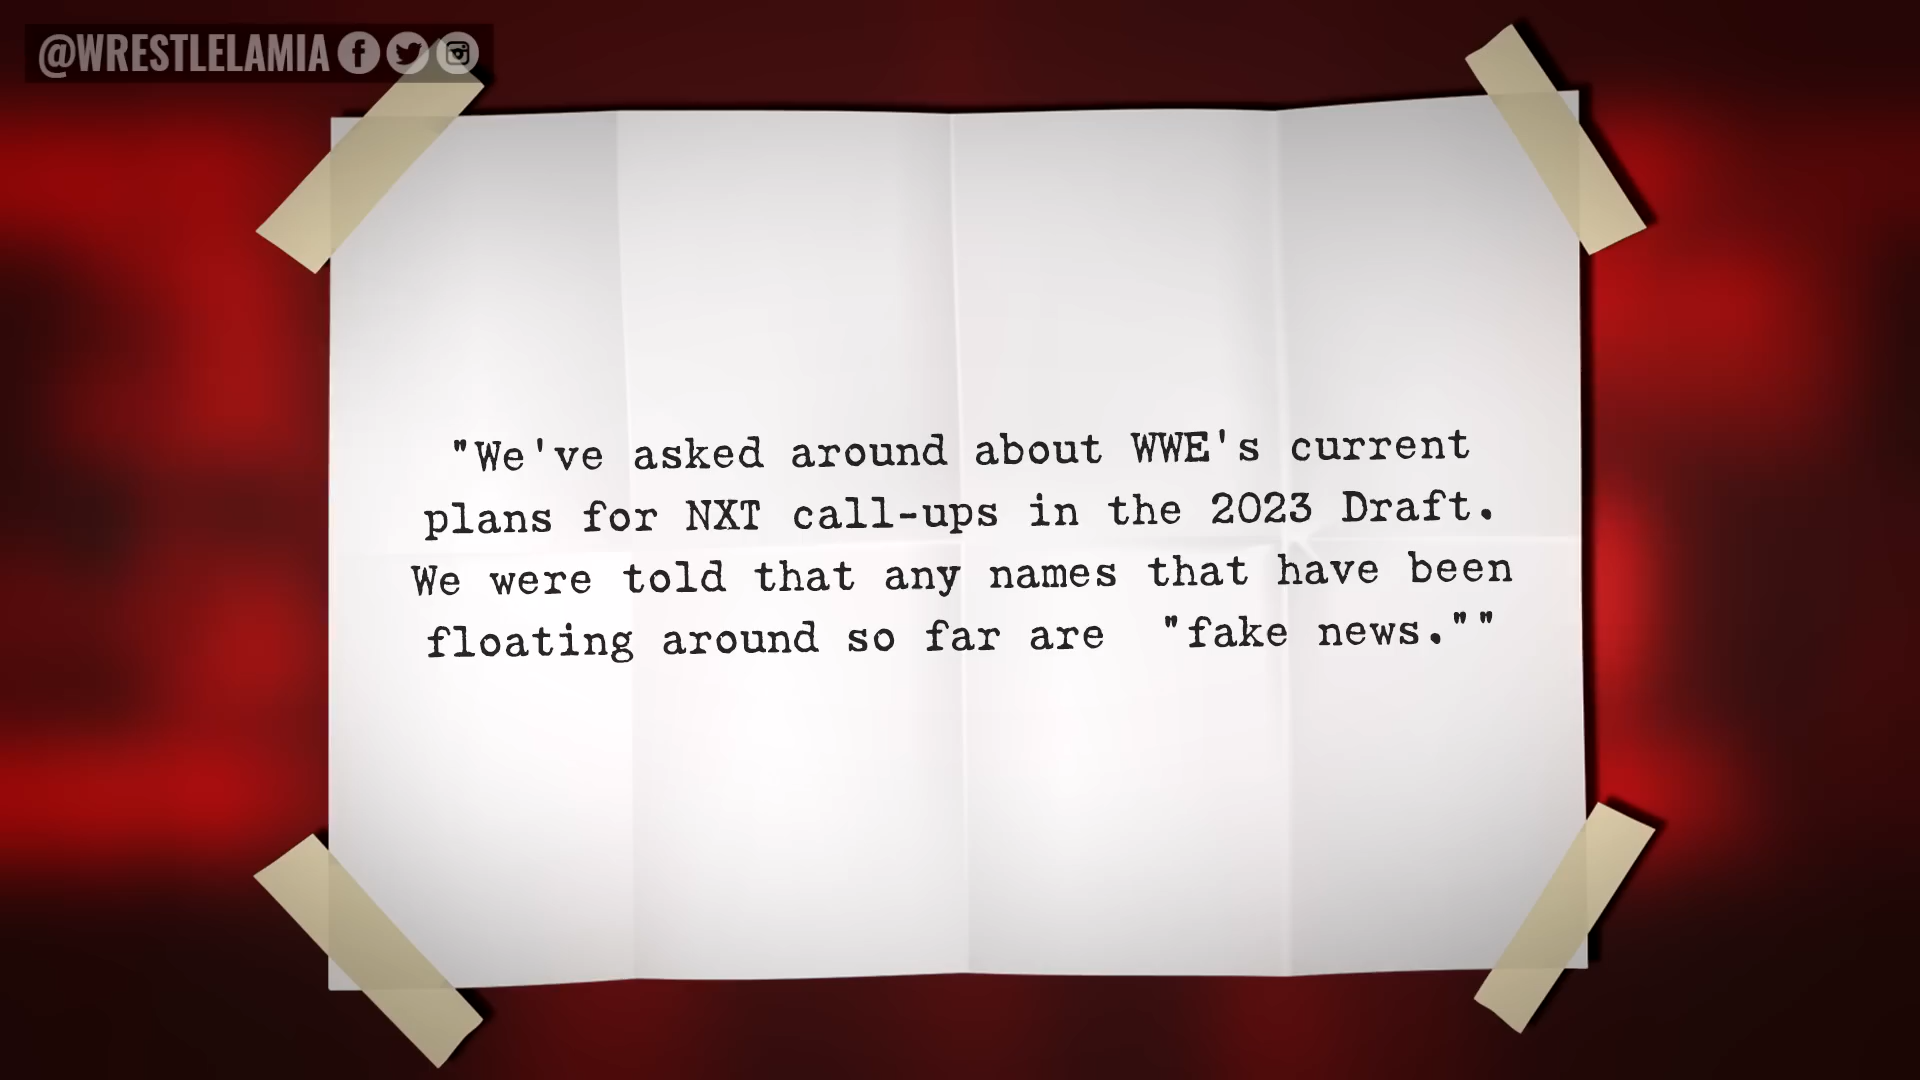 @WRESTLELAMIA
"We've asked around about WWE's current
plans for NXT call-ups in the 2023 Draft.
We were told that any names that have been
floating around so far are "fake news.""